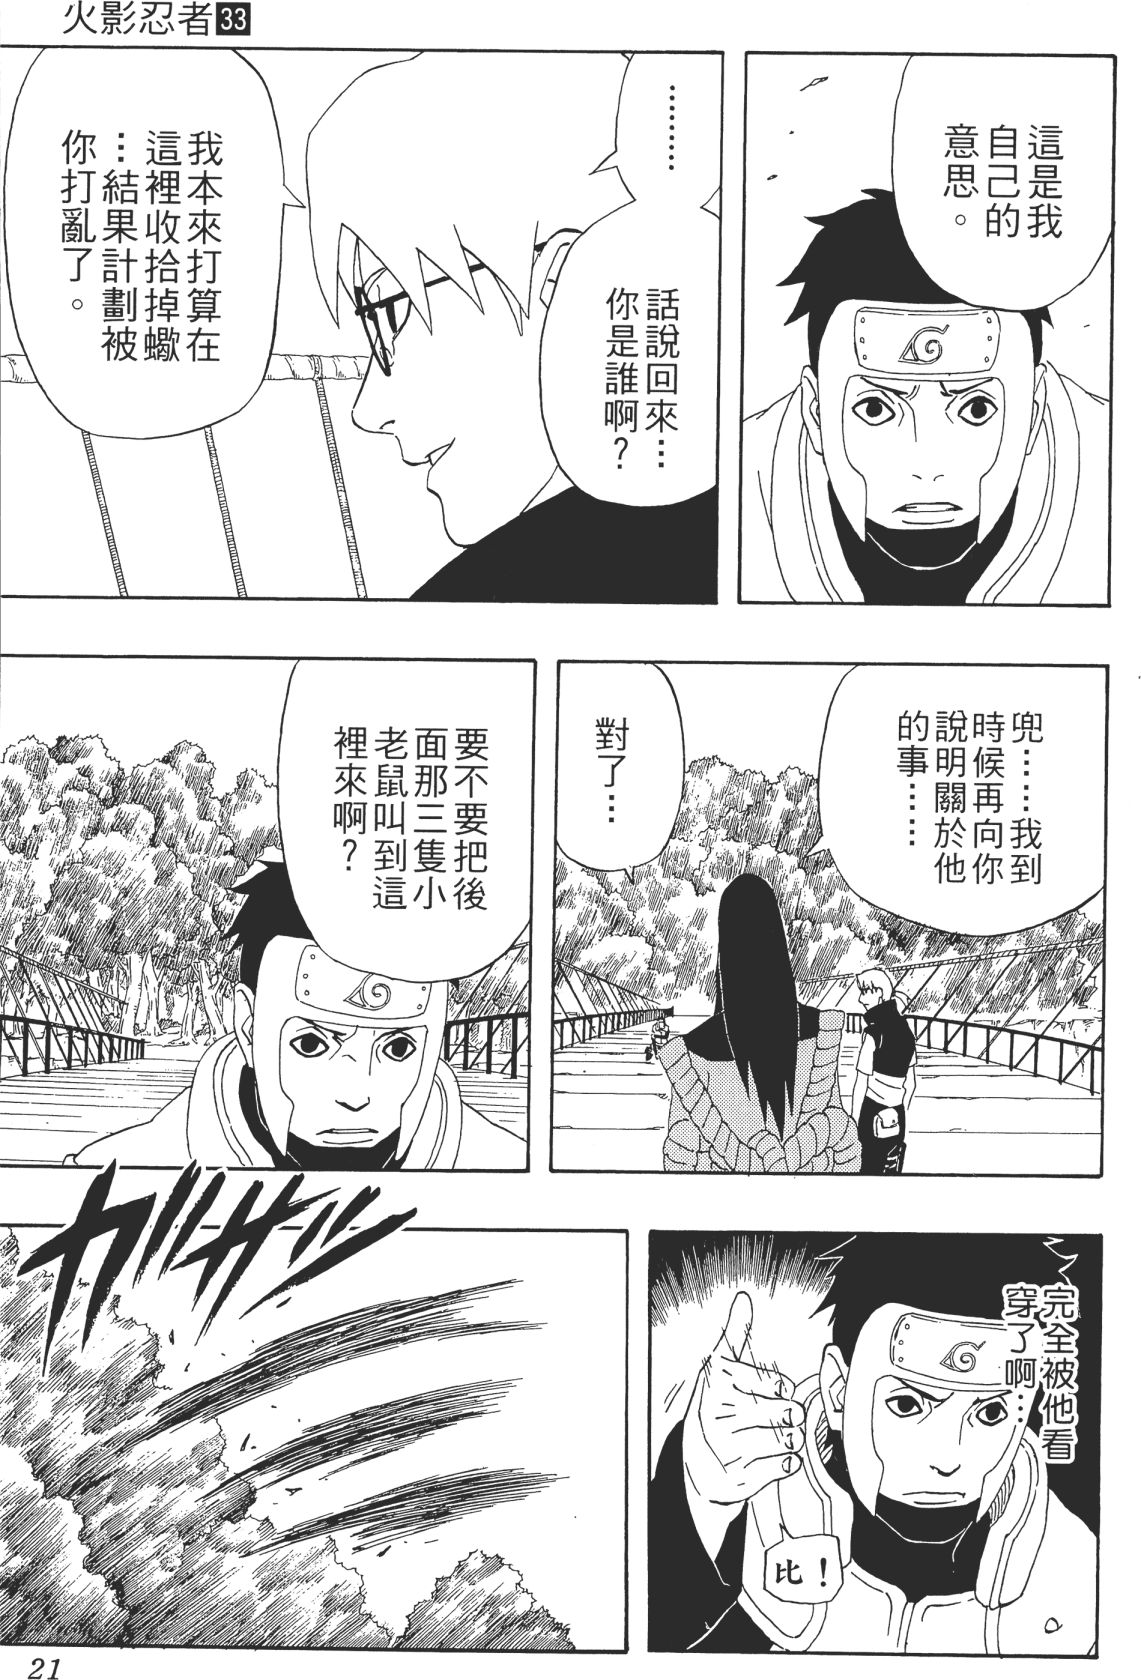 火影忍者33
這是我
自己的
意思。
………
話說回來…
你是誰啊？
我本來打算在
這裡收拾掉蠍
…結果計劃被
你打亂了。
兜……我到
時候再向你
說明關於他
的事……
對了…
要不要把後
面那三隻小
老鼠叫到這
裡來啊？
完全被他看
穿了啊…
比！
ガササッ
21